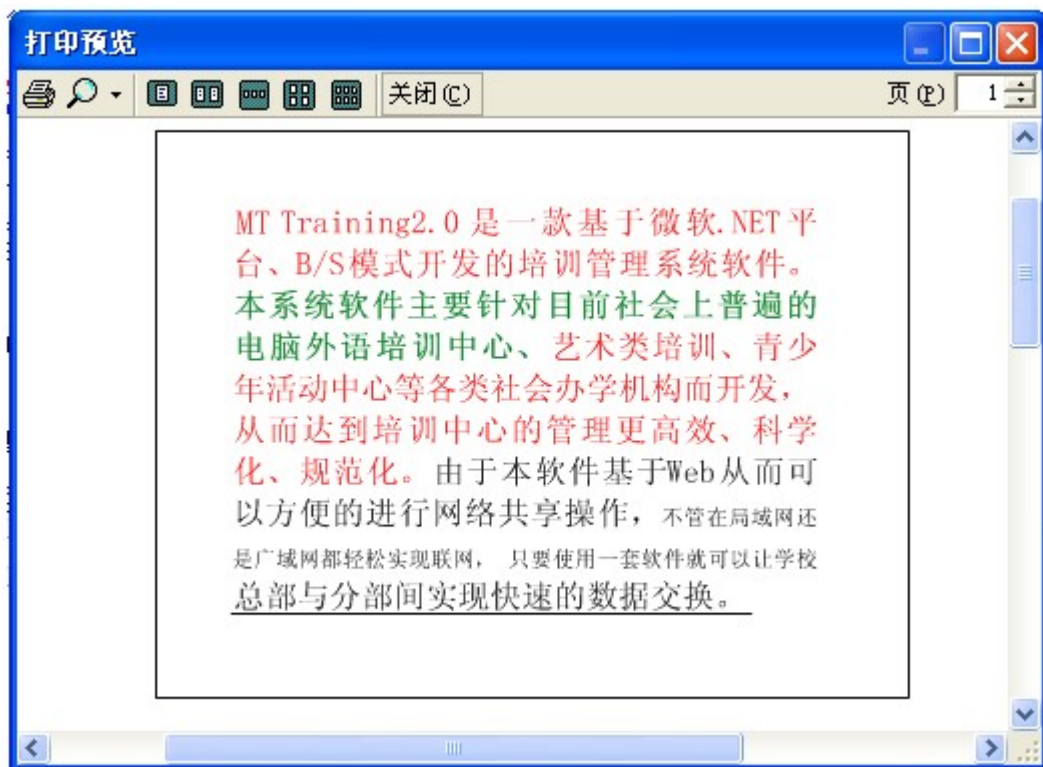 打印预览
关闭(C)
页(P) 1
MT Training2.0 是一款基于微软.NET平
台、B/S模式开发的培训管理系统软件。
本系统软件主要针对目前社会上普遍的
电脑外语培训中心、艺术类培训、青少
年活动中心等各类社会办学机构而开发，
从而达到培训中心的管理更高效、科学
化、规范化。由于本软件基于Web从而可
以方便的进行网络共享操作，不管在局域网还
是广域网都轻松实现联网， 只要使用一套软件就可以让学校
总部与分部间实现快速的数据交换。